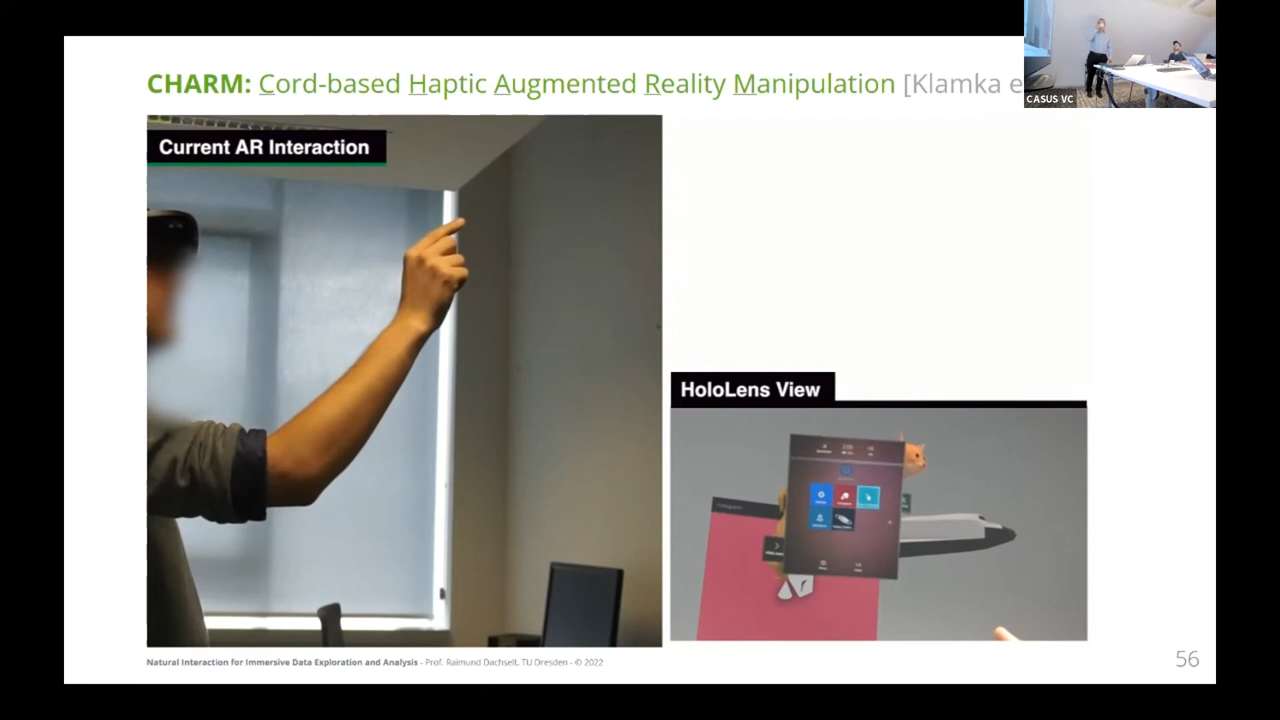 CHARM: Cord-based Haptic Augmented Reality Manipulation [Klamka e
CASUS VC
Current AR Interaction
HoloLens View
Natural Interaction for Immersive Data Exploration and Analysis - Prof. Raimund Dachselt, TU Dresden - © 2022
56